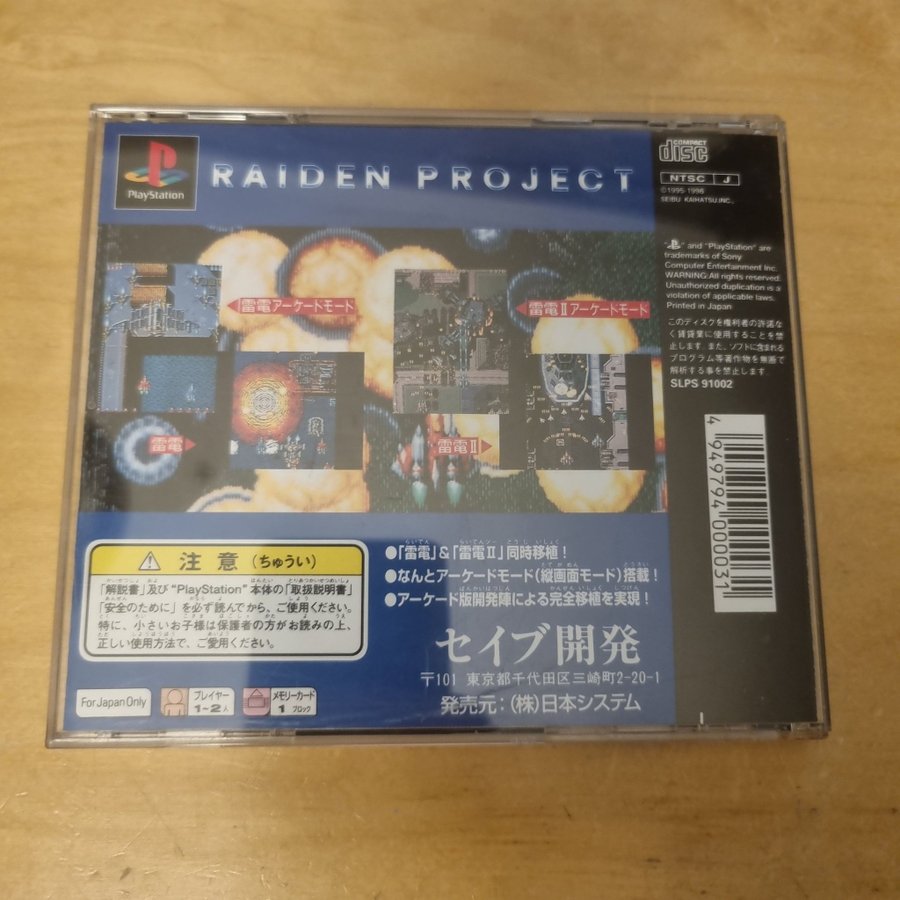 PlayStation
RAIDEN PROJECT
雷電アーケードモード
雷電Ⅱアーケードモード
雷電
雷電Ⅱ
⚠注意(ちゅうい)
「解説書」及び“PlayStation”本体の「取扱説明書」
「安全のために」を必ず読んでから、ご使用ください。
特に、小さいお子様は保護者の方がお読みの上、
正しい使用方法で、ご愛用ください。
For Japan Only
プレイヤー
1~2人
メモリーカード
1ブロック
●「雷電」&「雷電Ⅱ」同時移植!
●なんとアーケードモード(縦画面モード)搭載!
●アーケード版開発陣による完全移植を実現!
セイブ開発
〒101 東京都千代田区三崎町2-20-1
発売元:(株)日本システム
COMPACT
disc
NTSC J
©1995-1996
SEIBU KAIHATSU.INC.,
" " and "PlayStation" are
trademarks of Sony
Computer Entertainment Inc.
WARNING.All rights reserved.
Unauthorized duplication is a
violation of applicable laws,
Printed in Japan
このディスクを権利者の許諾な
く賃貸業に使用することを禁
止します。また、ソフトに含まれる
プログラム等著作物を無断で
解析する事を禁止します。
SLPS 91002
4 949794 000031